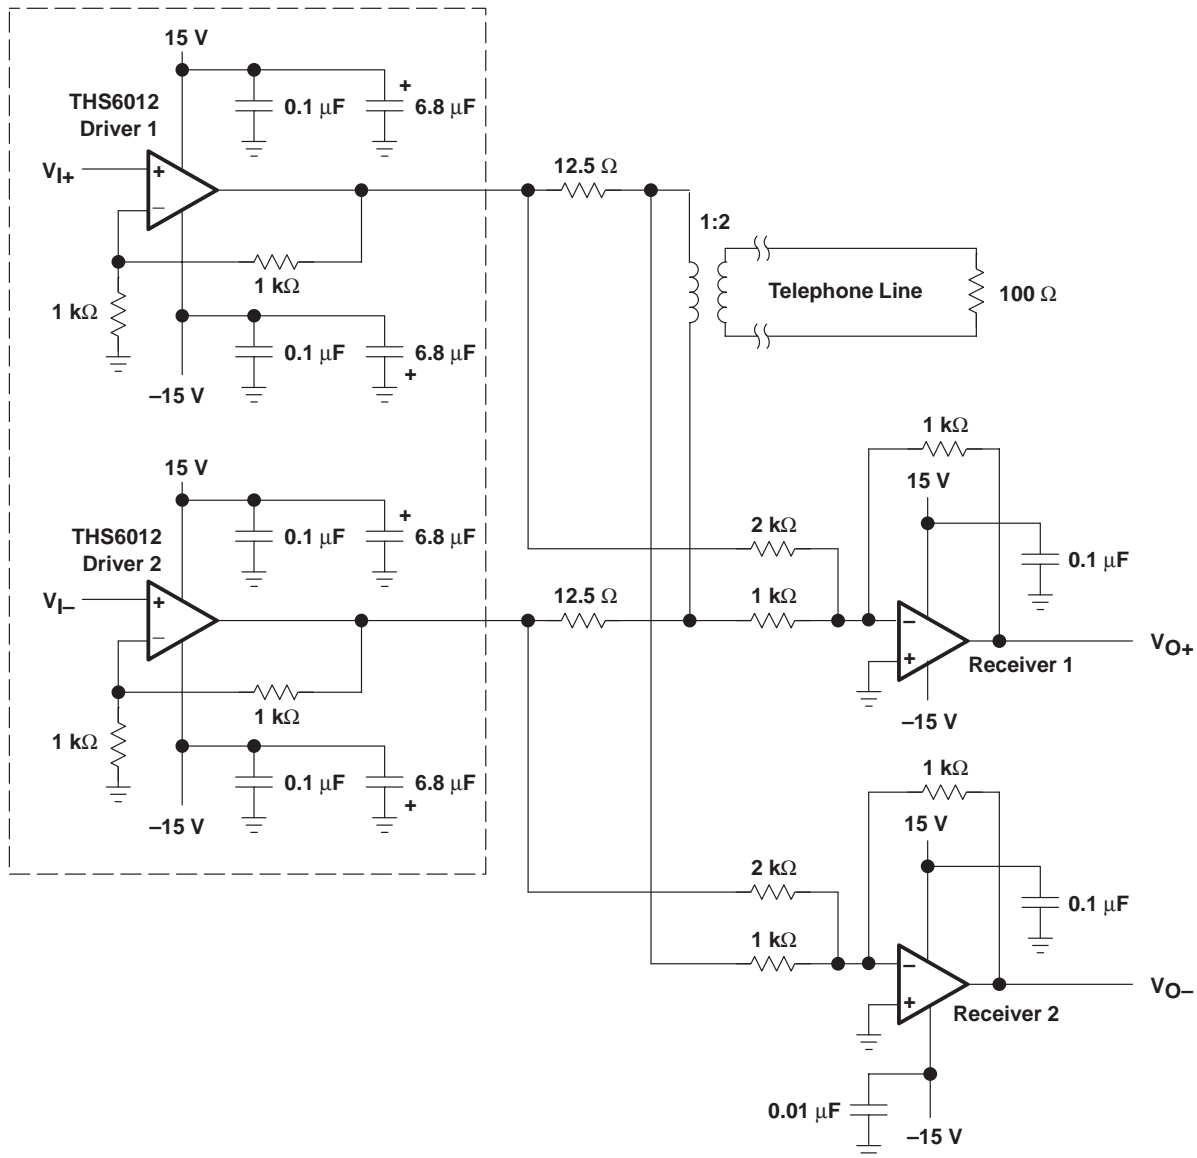 15 V
THS6012
Driver 1
0.1 μF
+
6.8 μF
VI+
+
−
12.5 Ω
1:2
1 kΩ
1 kΩ
Telephone Line
100 Ω
0.1 μF
6.8 μF
+
−15 V
1 kΩ
15 V
15 V
THS6012
Driver 2
0.1 μF
+
6.8 μF
2 kΩ
0.1 μF
VI−
+
−
12.5 Ω
1 kΩ
−
+
Receiver 1
VO+
1 kΩ
1 kΩ
−15 V
0.1 μF
6.8 μF
+
−15 V
1 kΩ
15 V
2 kΩ
0.1 μF
1 kΩ
−
+
Receiver 2
VO−
0.01 μF
−15 V